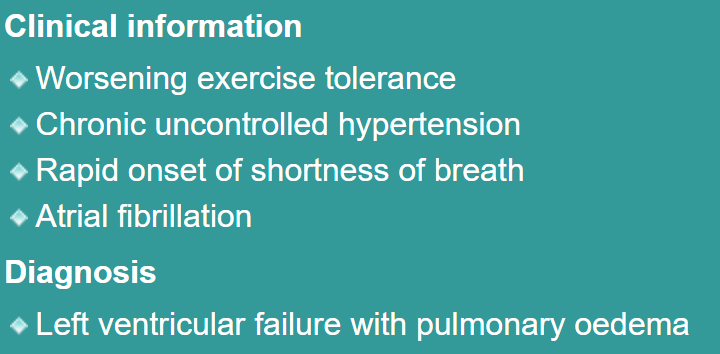 Clinical information
Worsening exercise tolerance
Chronic uncontrolled hypertension
Rapid onset of shortness of breath
Atrial fibrillation
Diagnosis
Left ventricular failure with pulmonary oedema